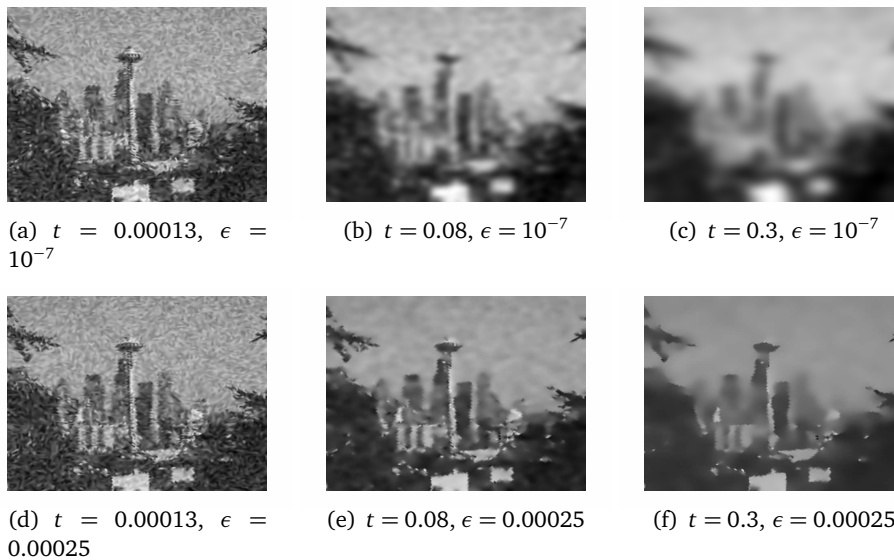 (a) t = 0.00013, ϵ =
10⁻⁷
(b) t = 0.08, ϵ = 10⁻⁷
(c) t = 0.3, ϵ = 10⁻⁷
(d) t = 0.00013, ϵ =
0.00025
(e) t = 0.08, ϵ = 0.00025
(f) t = 0.3, ϵ = 0.00025